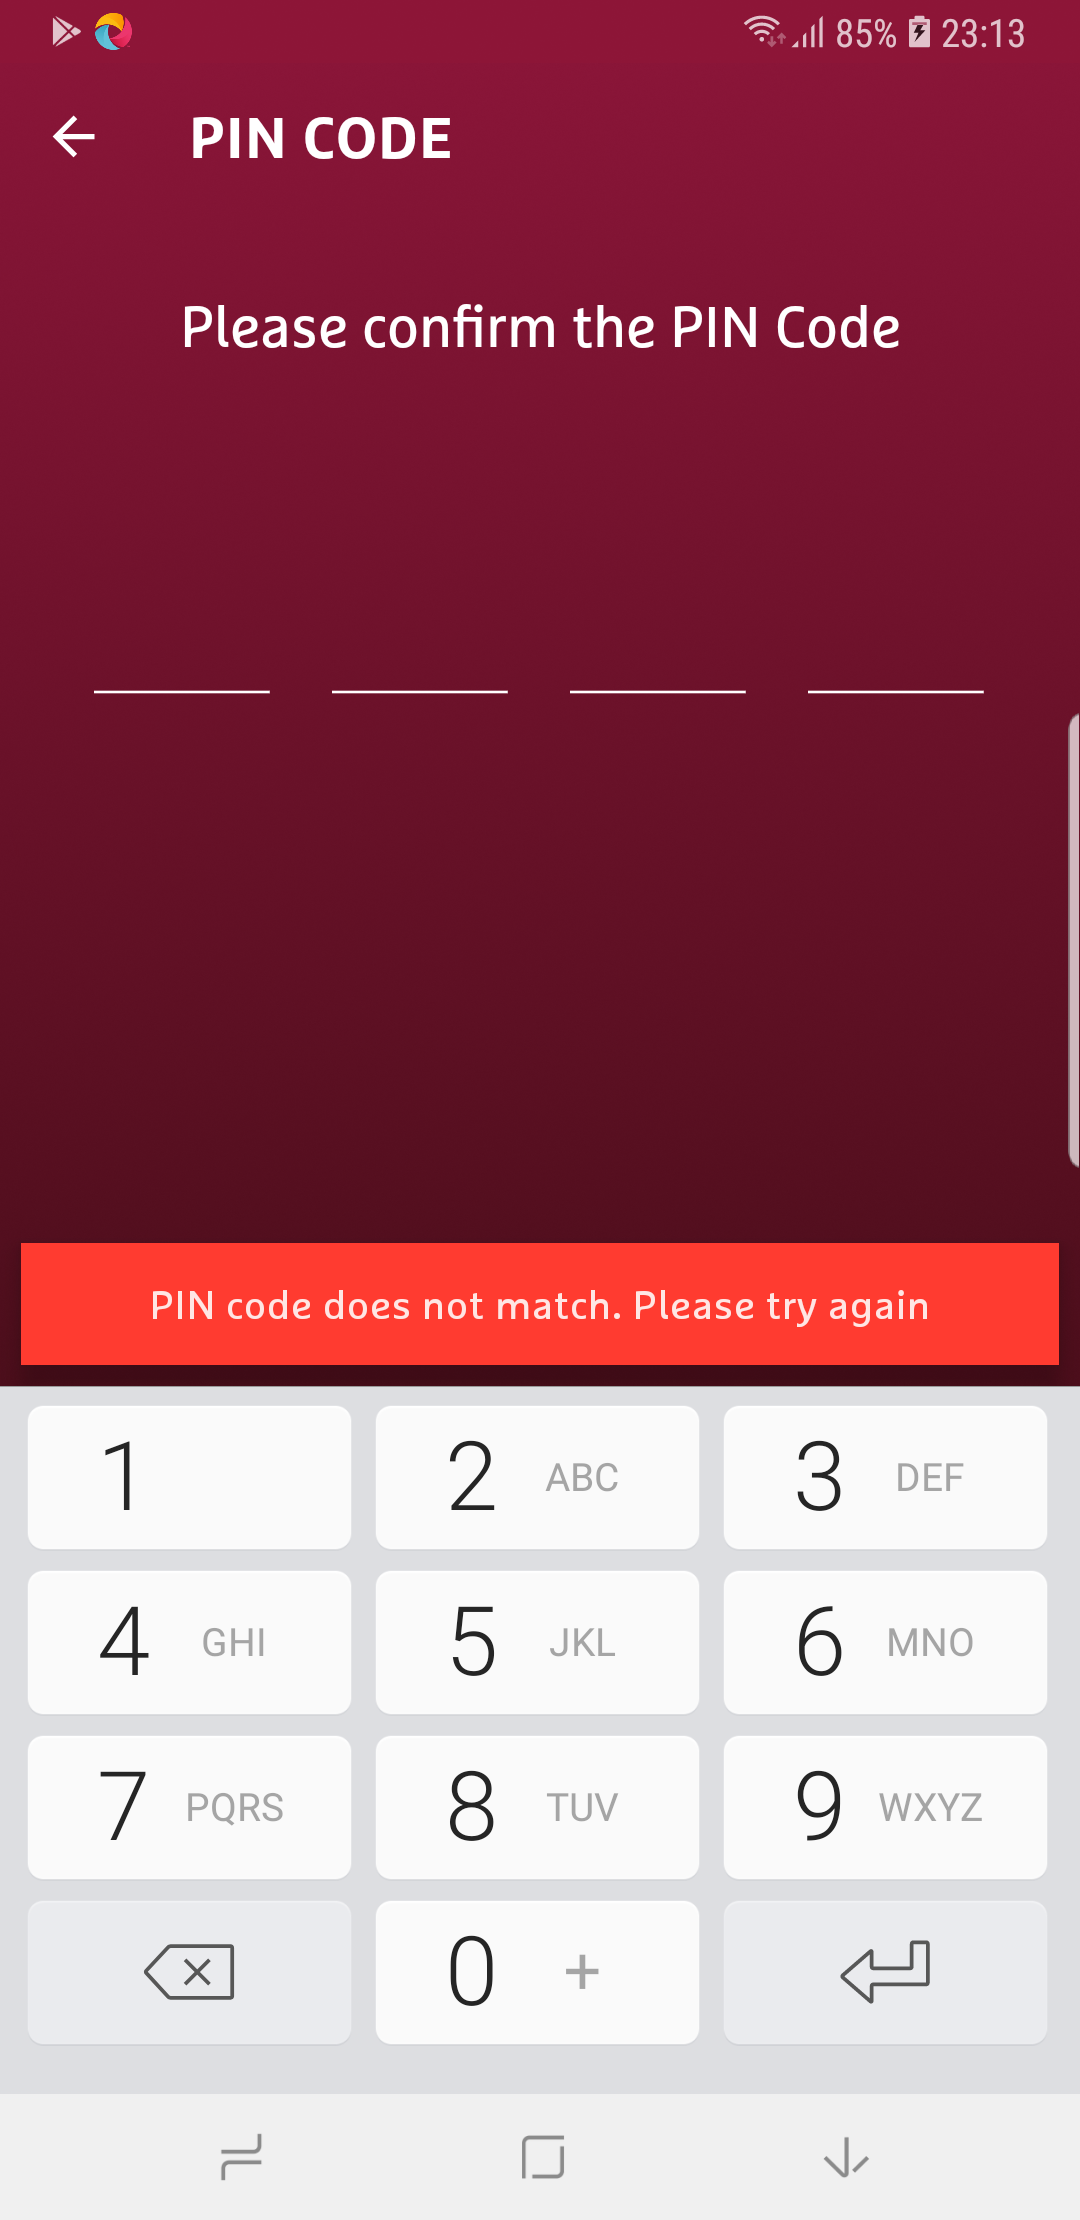 85% 23:13
PIN CODE
Please confirm the PIN Code
PIN code does not match. Please try again
1 2 ABC 3 DEF
4 GHI 5 JKL 6 MNO
7 PQRS 8 TUV 9 WXYZ
0 +